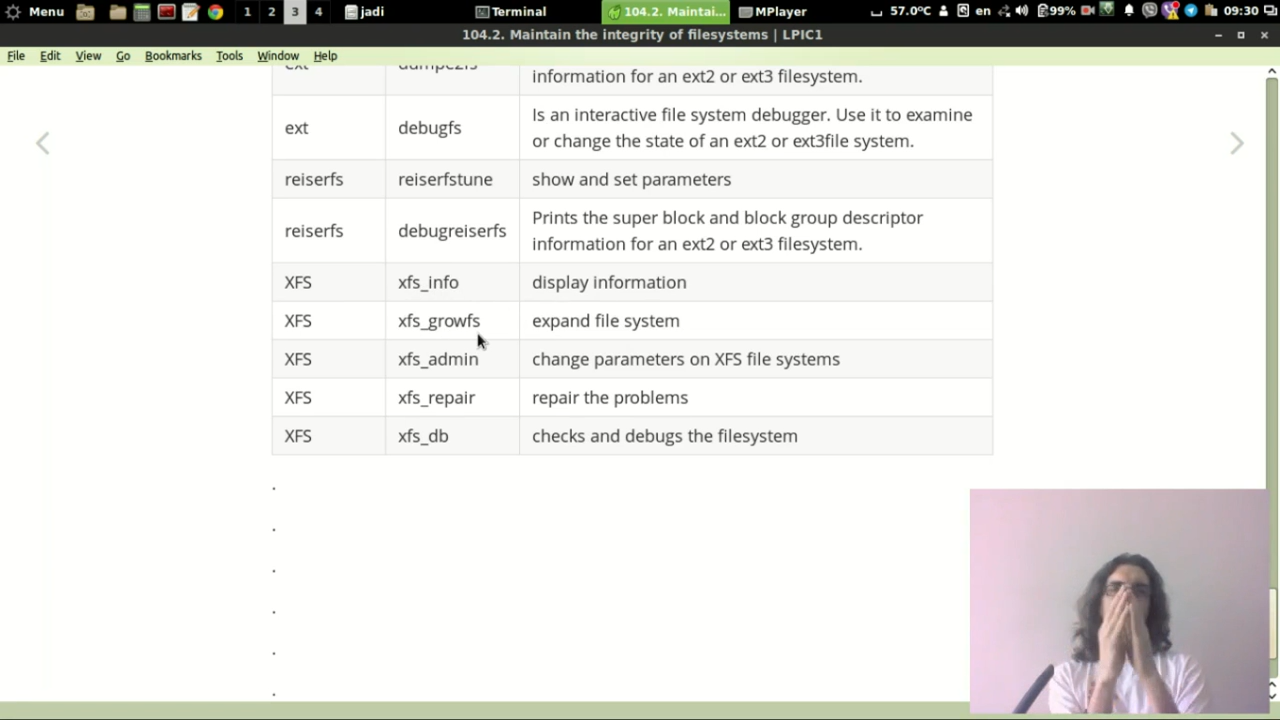 Menu 1 2 3 4 jadi Terminal 104.2. Maintai... MPlayer 57.0°C en 99% 09:30
104.2. Maintain the integrity of filesystems | LPIC1
File Edit View Go Bookmarks Tools Window Help
ext dumpe2fs information for an ext2 or ext3 filesystem.
ext debugfs Is an interactive file system debugger. Use it to examine
or change the state of an ext2 or ext3file system.
reiserfs reiserfstune show and set parameters
reiserfs debugreiserfs Prints the super block and block group descriptor
information for an ext2 or ext3 filesystem.
XFS xfs_info display information
XFS xfs_growfs expand file system
XFS xfs_admin change parameters on XFS file systems
XFS xfs_repair repair the problems
XFS xfs_db checks and debugs the filesystem
.
.
.
.
.
.